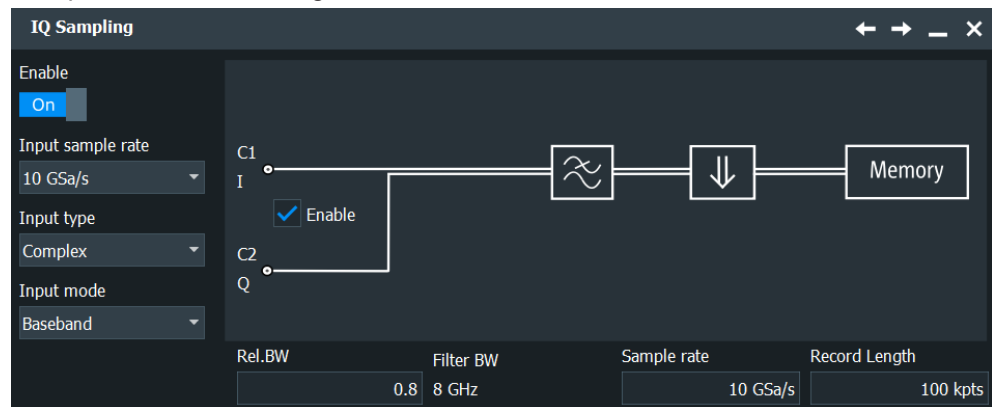 IQ Sampling
Enable
On
Input sample rate
10 GSa/s
Input type
Complex
Input mode
Baseband
C1
I
Enable
C2
Q
Memory
Rel.BW
0.8
Filter BW
8 GHz
Sample rate
10 GSa/s
Record Length
100 kpts